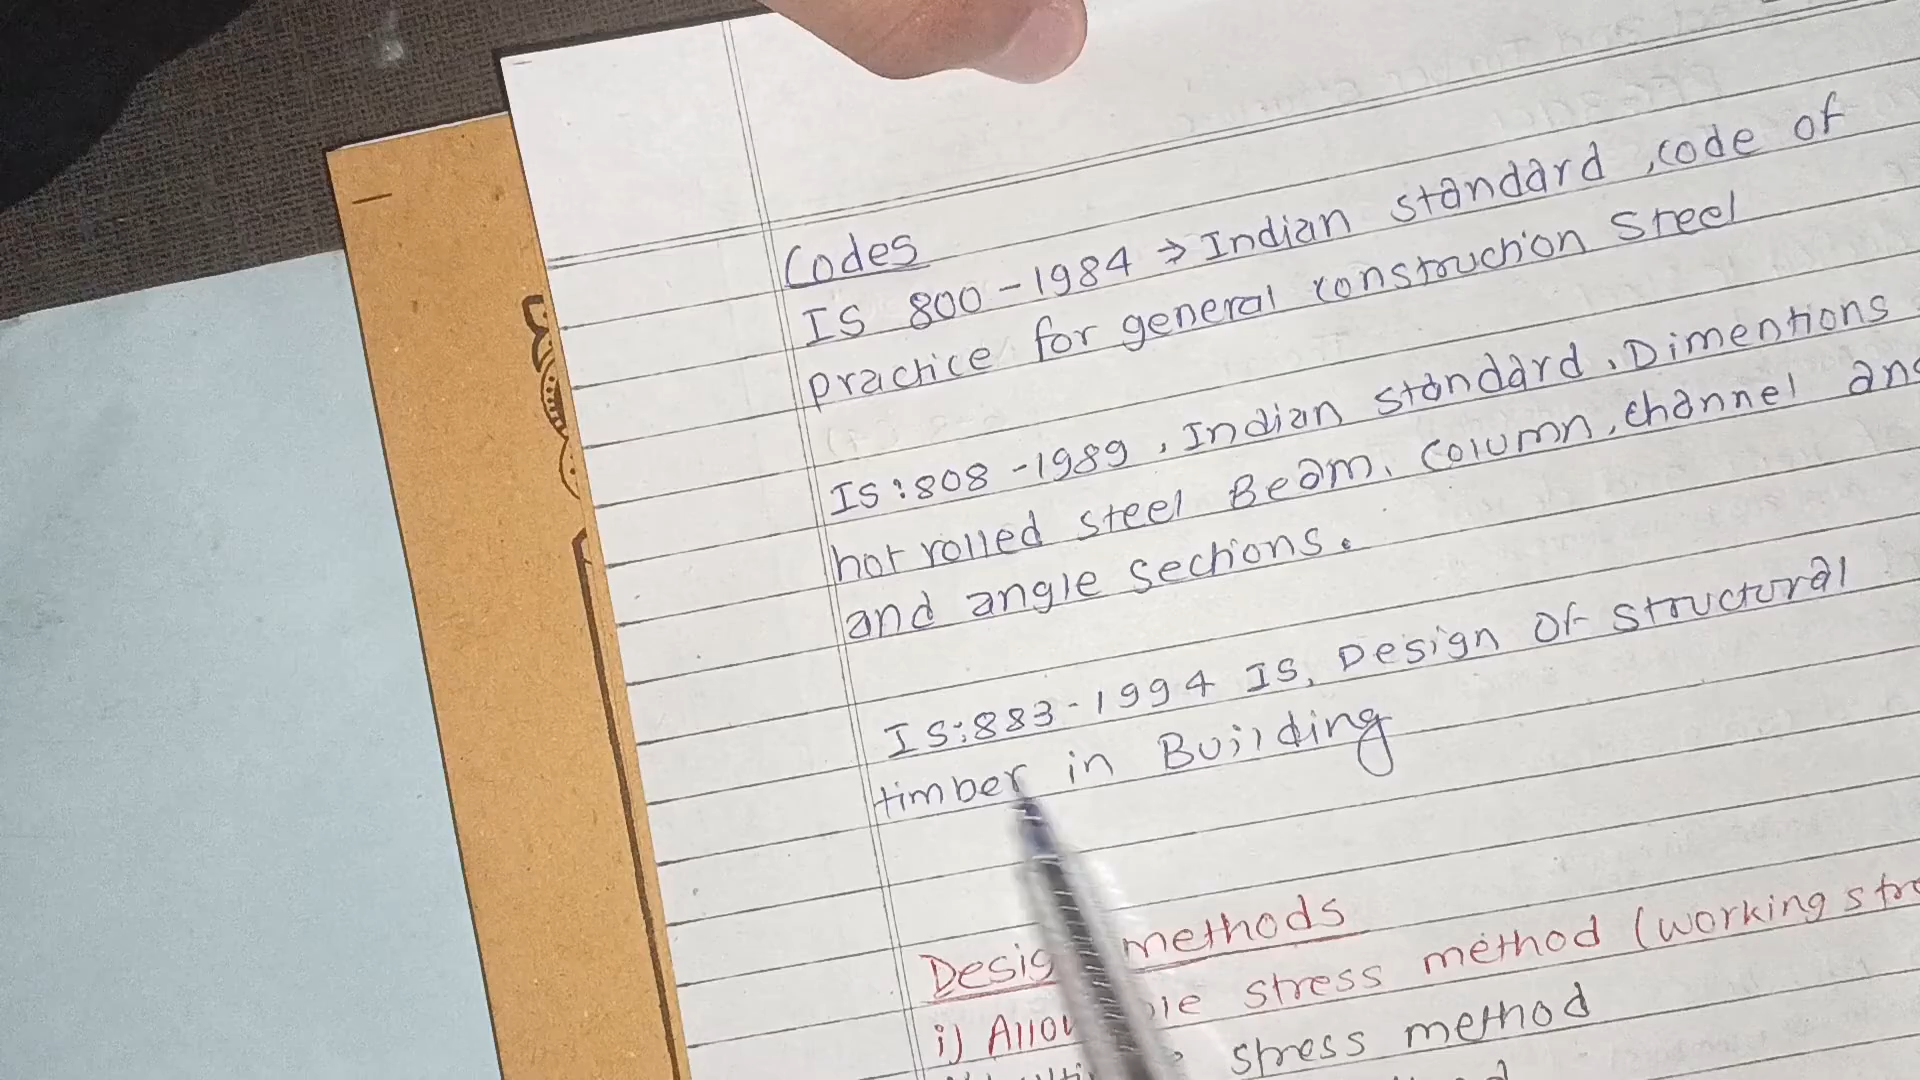 Codes
IS 800-1984 → Indian standard, code of
practice for general construction Steel
IS:808-1989, Indian standard, Dimentions
hot rolled steel Beam, Column, channel and
and angle sections.
IS:883-1994 IS, Design Of structural
timber in Building
methods
i) stress method (working
stress method